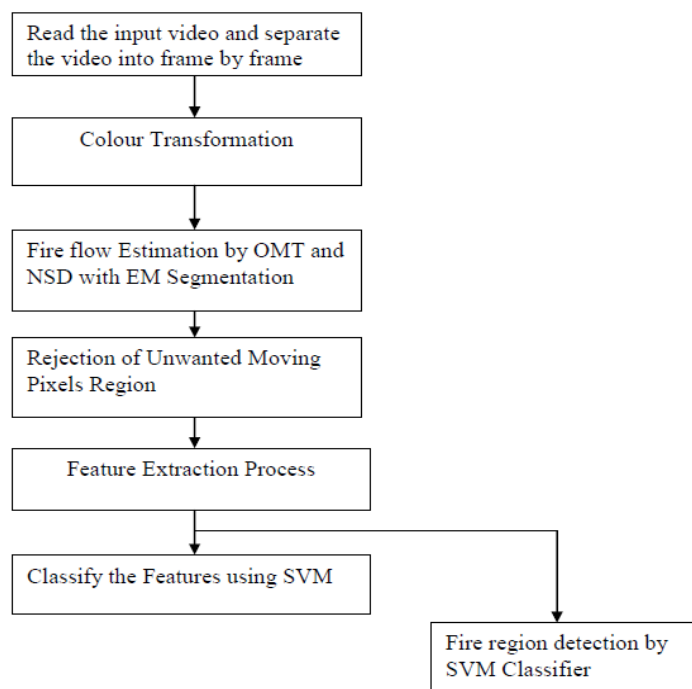 Read the input video and separate
the video into frame by frame
Colour Transformation
Fire flow Estimation by OMT and
NSD with EM Segmentation
Rejection of Unwanted Moving
Pixels Region
Feature Extraction Process
Classify the Features using SVM
Fire region detection by
SVM Classifier